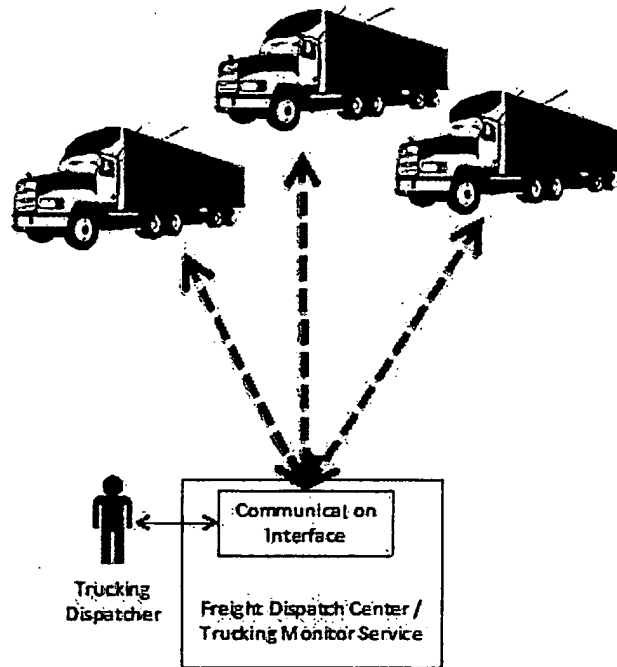 Communication
Interface
Trucking
Dispatcher
Freight Dispatch Center /
Trucking Monitor Service